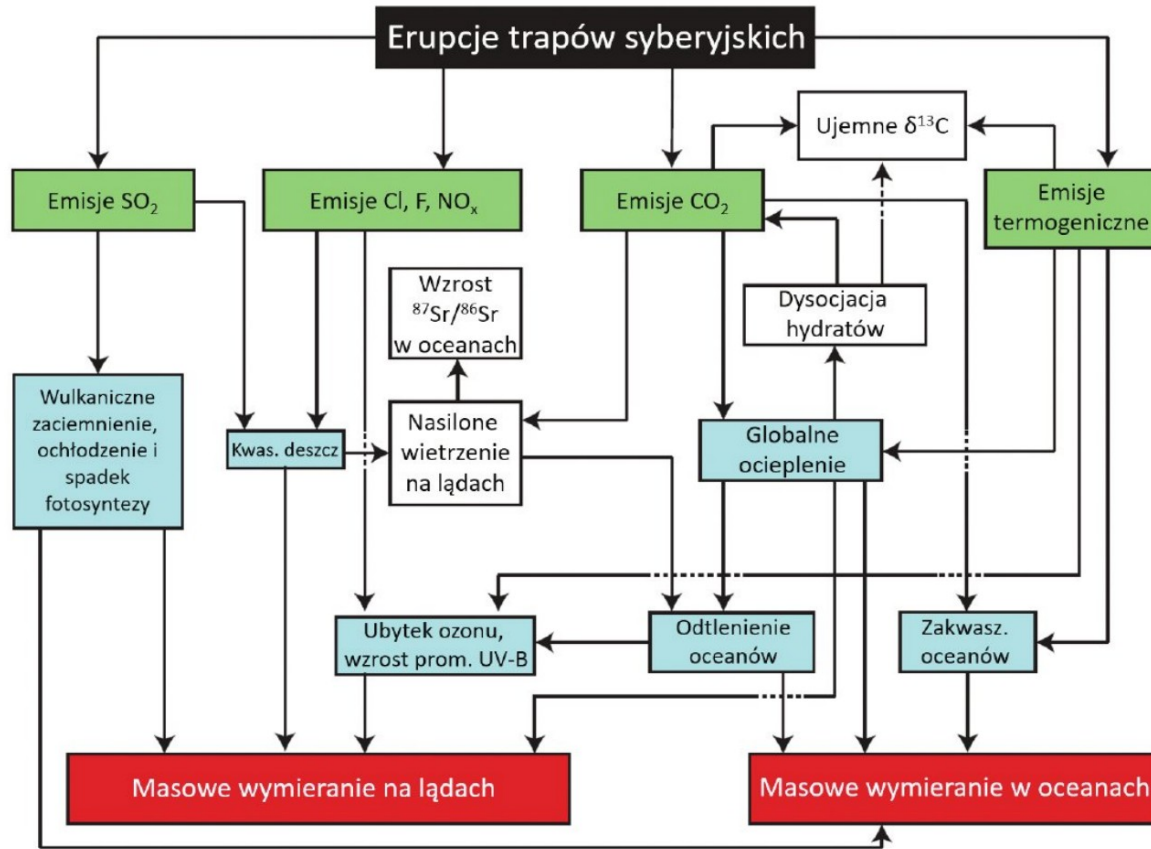 Erupcje trapów syberyjskich
Ujemne δ¹³C
Emisje SO₂
Emisje Cl, F, NOₓ
Emisje CO₂
Emisje
termogeniczne
Wzrost
⁸⁷Sr/⁸⁶Sr
w oceanach
Dysocjacja
hydratów
Wulkaniczne
zaciemnienie,
ochłodzenie i
spadek
fotosyntezy
Kwas. deszcz
Nasilone
wietrzenie
na lądach
Globalne
ocieplenie
Ubytek ozonu,
wzrost prom. UV-B
Odtlenienie
oceanów
Zakwasz.
oceanów
Masowe wymieranie na lądach
Masowe wymieranie w oceanach